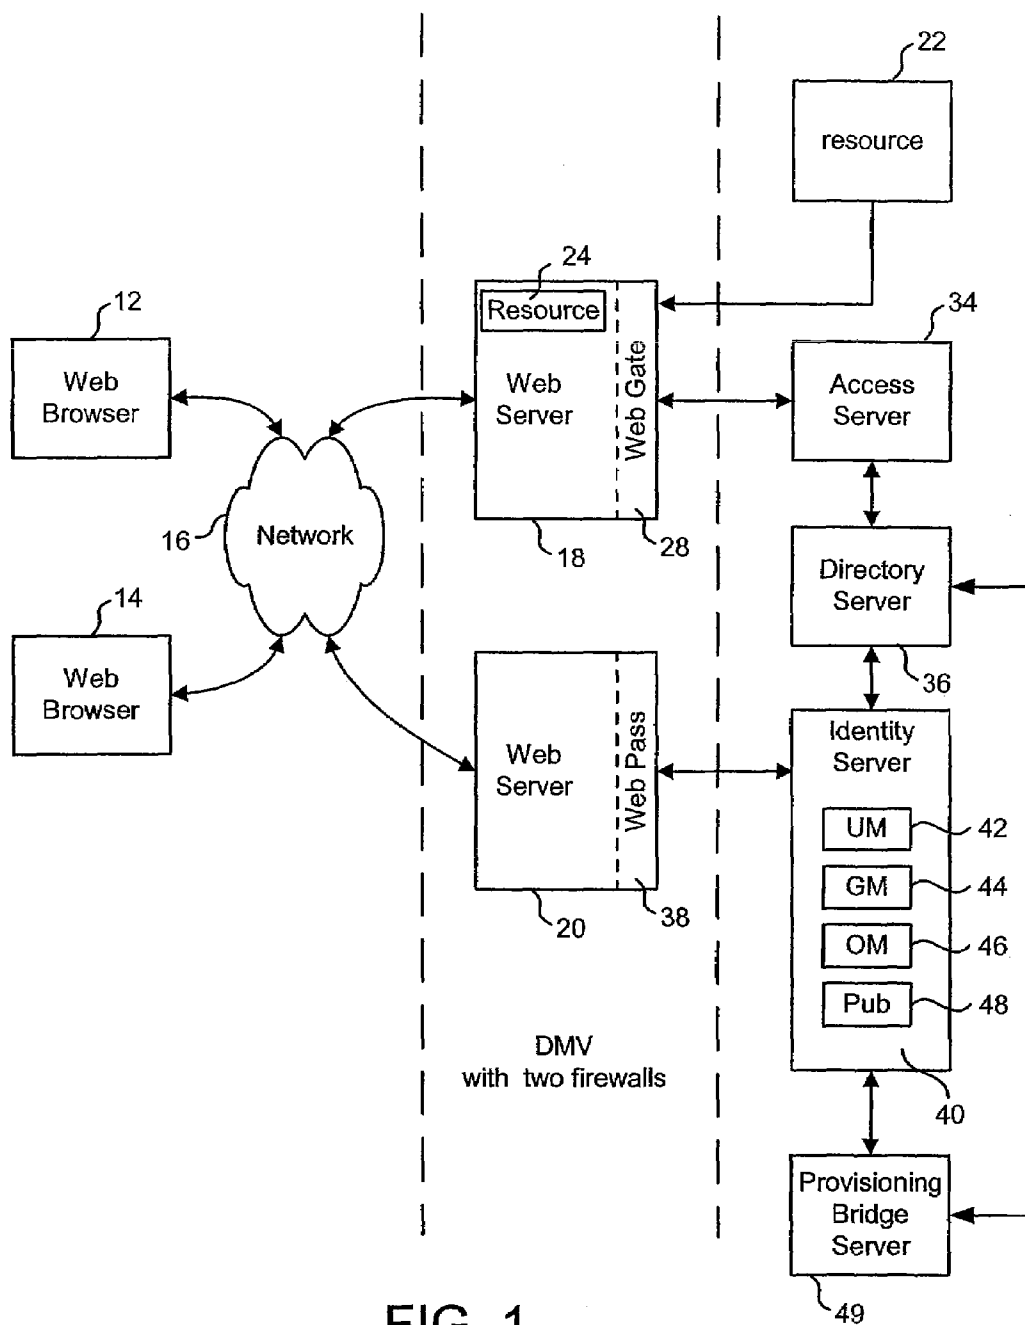 22
resource
24
Resource
34
12
Web
Browser
Web
Server
Web Gate
Access
Server
16
Network
18
28
14
Web
Browser
Directory
Server
36
Web
Server
Web Pass
Identity
Server
UM
42
GM
44
OM
46
Pub
48
20
38
DMV
with two firewalls
40
Provisioning
Bridge
Server
49
FIG. 1